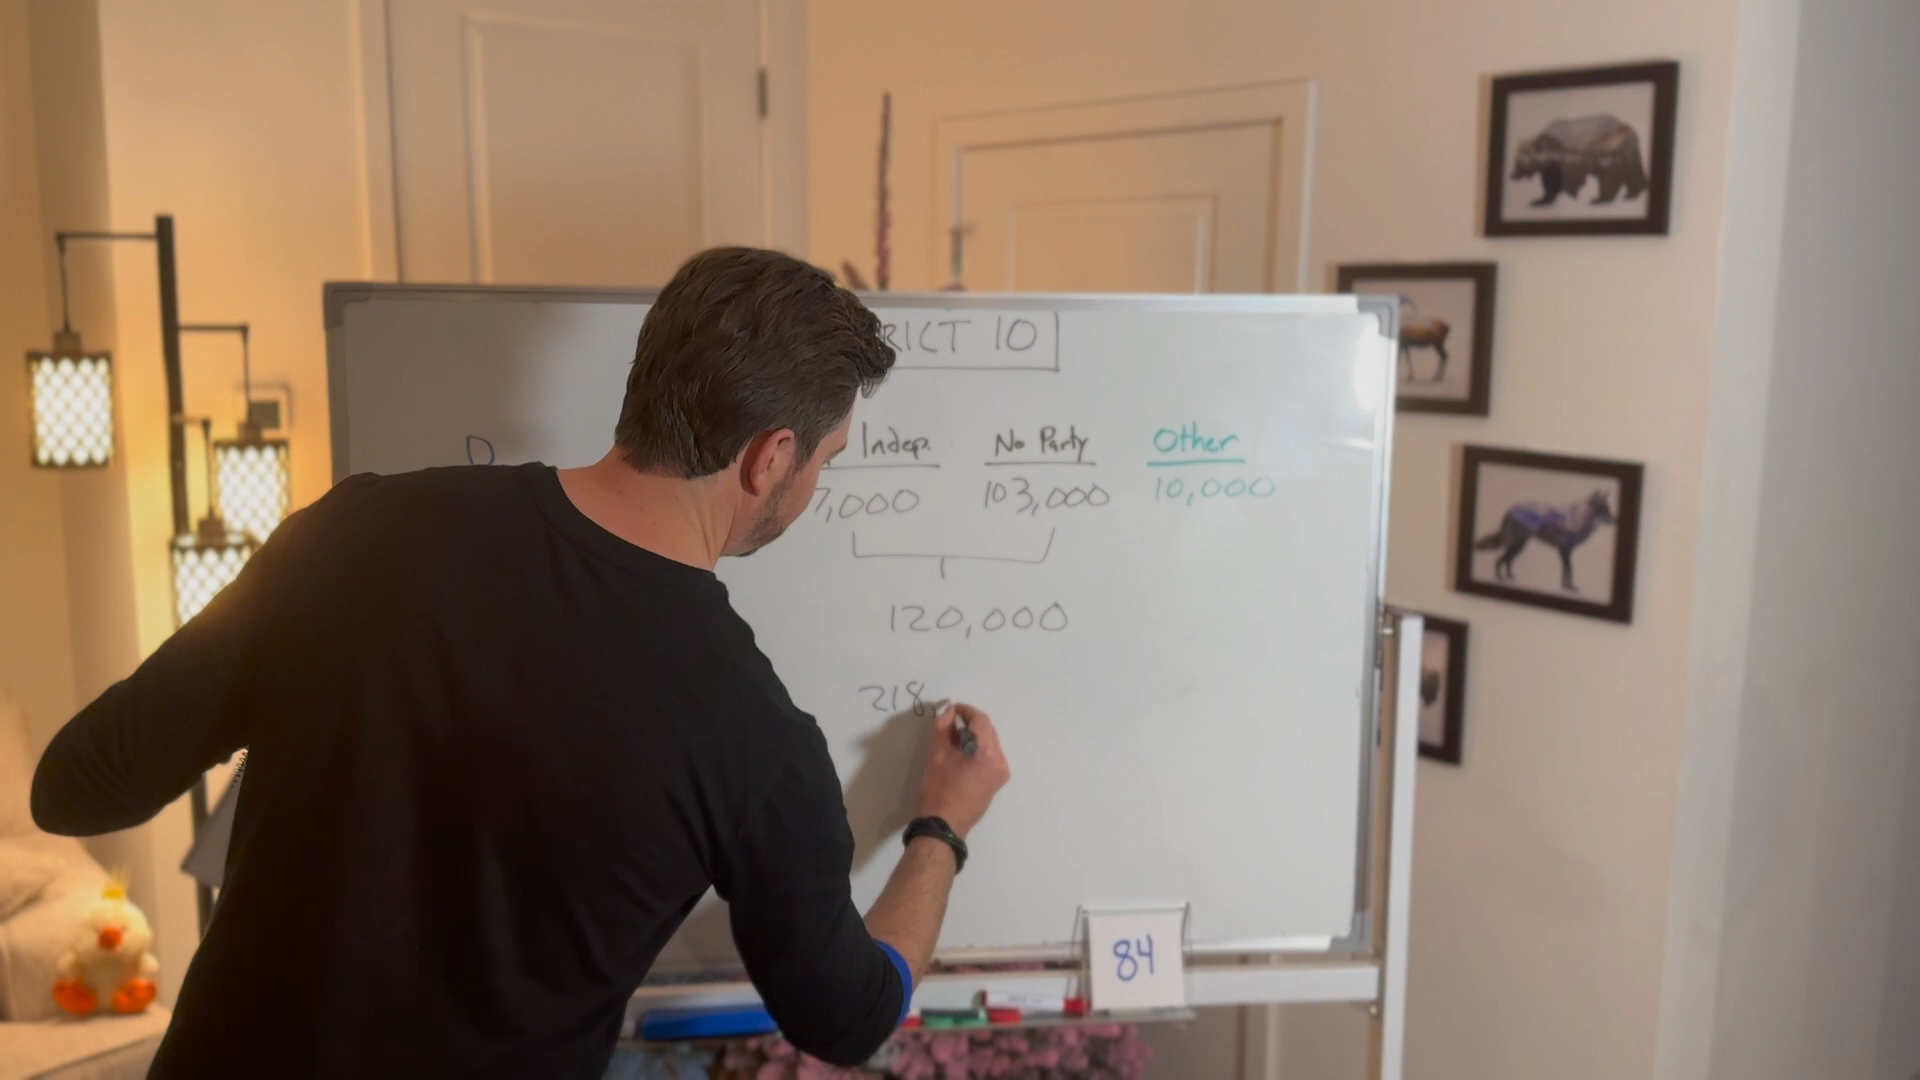 RICT 10
D Indep. No Party Other
7,000 103,000 10,000
120,000
218,
84